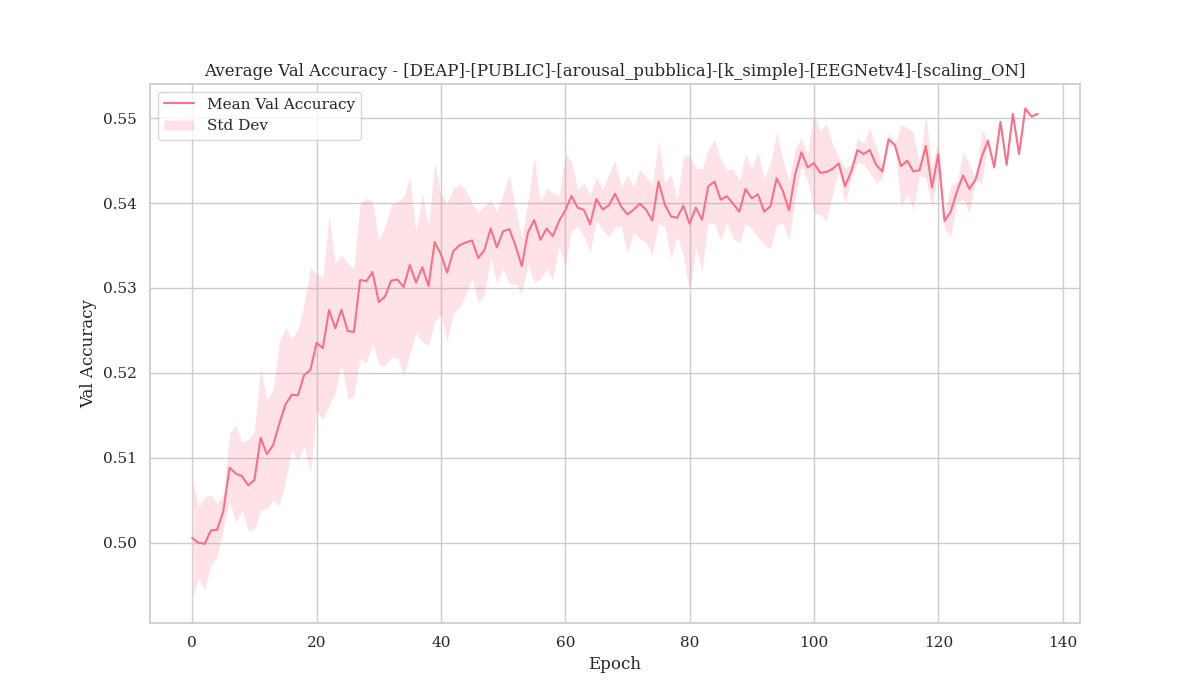 Average Val Accuracy - [DEAP]-[PUBLIC]-[arousal_pubblica]-[k_simple]-[EEGNetv4]-[scaling_ON]
Mean Val Accuracy
Std Dev
0.55
0.54
0.53
0.52
0.51
0.50
Val Accuracy
0 20 40 60 80 100 120 140
Epoch